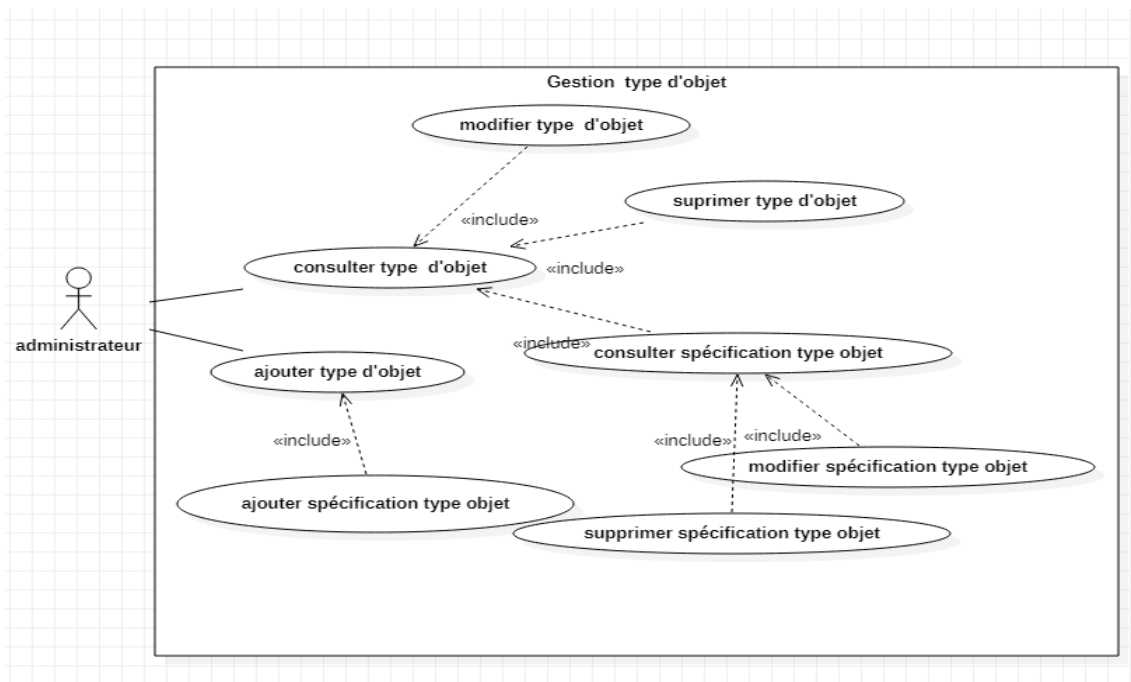 Gestion type d'objet
modifier type d'objet
suprimer type d'objet
«include»
consulter type d'objet
«include»
administrateur
«include»
consulter spécification type objet
ajouter type d'objet
«include»
«include»
«include»
modifier spécification type objet
ajouter spécification type objet
supprimer spécification type objet